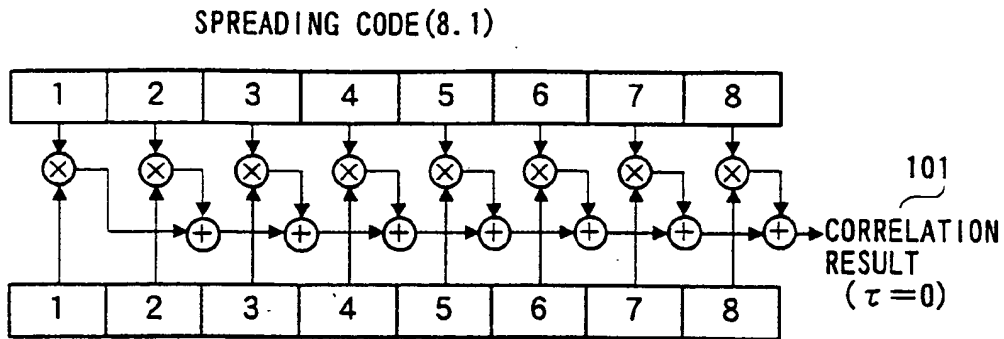 SPREADING CODE(8.1)
1 2 3 4 5 6 7 8
101
CORRELATION
RESULT
(τ=0)
1 2 3 4 5 6 7 8